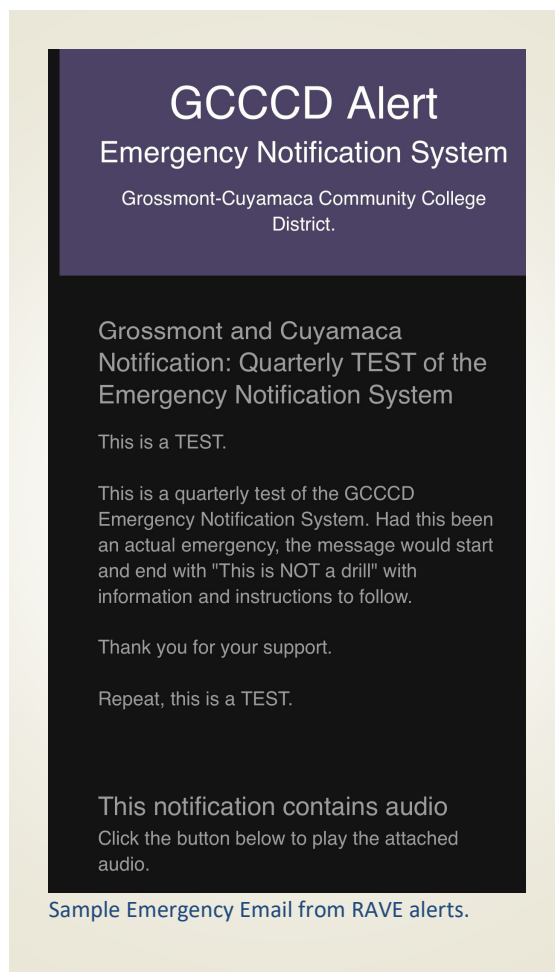 GCCCD Alert
Emergency Notification System
Grossmont-Cuyamaca Community College
District.
Grossmont and Cuyamaca
Notification: Quarterly TEST of the
Emergency Notification System
This is a TEST.
This is a quarterly test of the GCCCD
Emergency Notification System. Had this been
an actual emergency, the message would start
and end with "This is NOT a drill" with
information and instructions to follow.
Thank you for your support.
Repeat, this is a TEST.
This notification contains audio
Click the button below to play the attached
audio.
Sample Emergency Email from RAVE alerts.